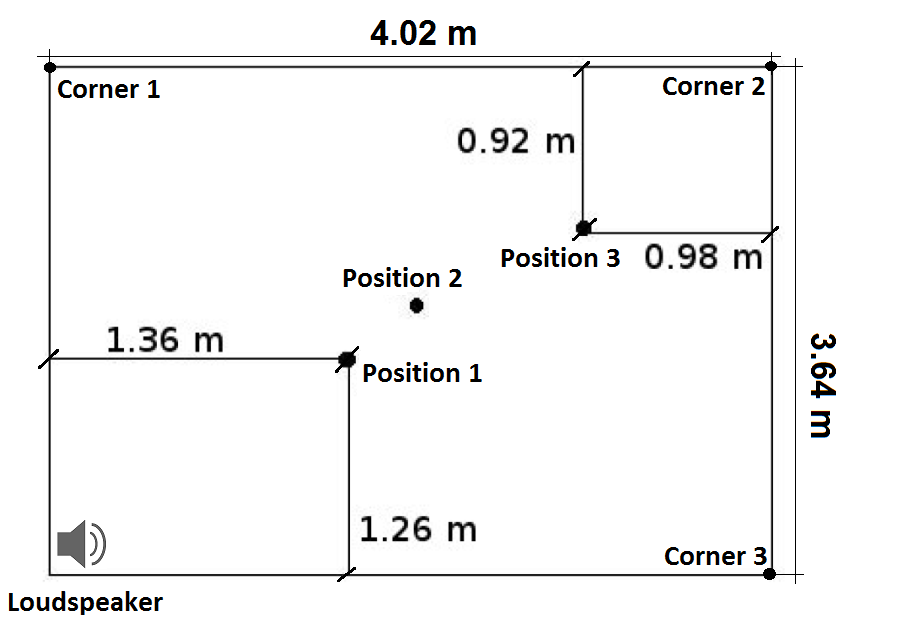 4.02 m
Corner 1
Corner 2
0.92 m
Position 3
0.98 m
Position 2
1.36 m
Position 1
3.64 m
1.26 m
Corner 3
Loudspeaker